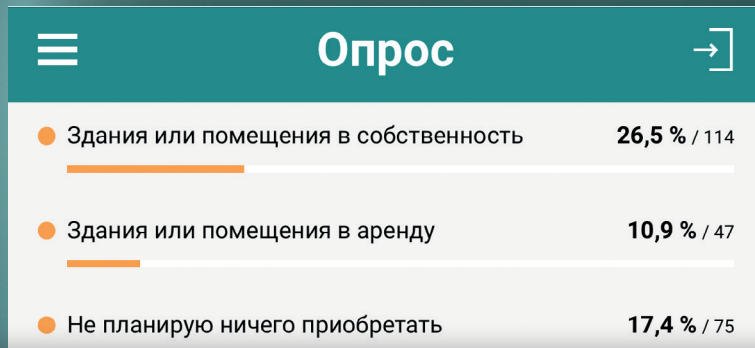 Опрос
Здания или помещения в собственность 26,5 % / 114
Здания или помещения в аренду 10,9 % / 47
Не планирую ничего приобретать 17,4 % / 75